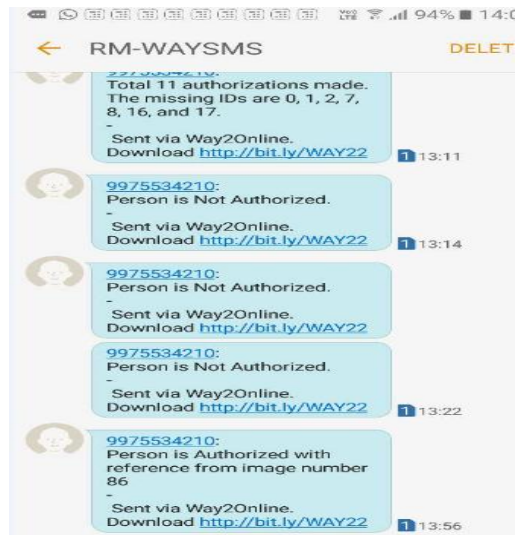 94% 14:0
RM-WAYSMS
DELET
9975534210:
Total 11 authorizations made.
The missing IDs are 0, 1, 2, 7,
8, 16, and 17.
-
Sent via Way2Online.
Download http://bit.ly/WAY22
1 13:11
9975534210:
Person is Not Authorized.
-
Sent via Way2Online.
Download http://bit.ly/WAY22
1 13:14
9975534210:
Person is Not Authorized.
-
Sent via Way2Online.
Download http://bit.ly/WAY22
9975534210:
Person is Not Authorized.
-
Sent via Way2Online.
Download http://bit.ly/WAY22
1 13:22
9975534210:
Person is Authorized with
reference from image number
86
-
Sent via Way2Online.
Download http://bit.ly/WAY22
1 13:56